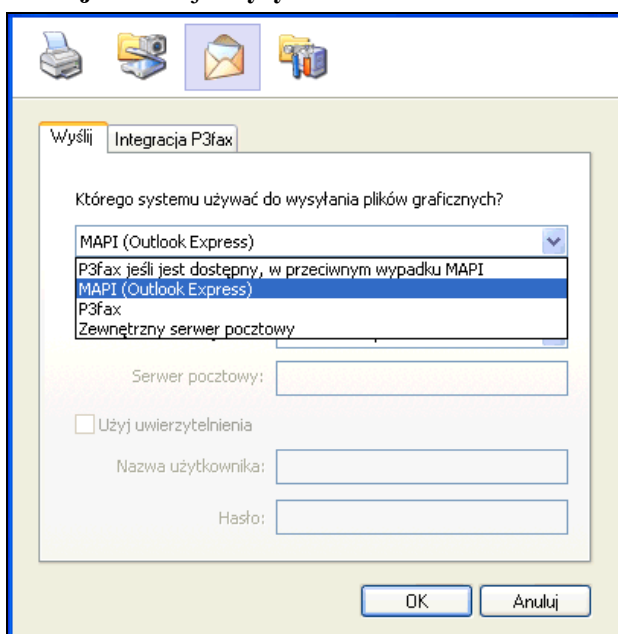 Wyślij
Integracja P3fax
Którego systemu używać do wysyłania plików graficznych?
MAPI (Outlook Express)
P3fax jeśli jest dostępny, w przeciwnym wypadku MAPI
MAPI (Outlook Express)
P3fax
Zewnętrzny serwer pocztowy
Serwer pocztowy:
Użyj uwierzytelnienia
Nazwa użytkownika:
Hasło:
OK
Anuluj